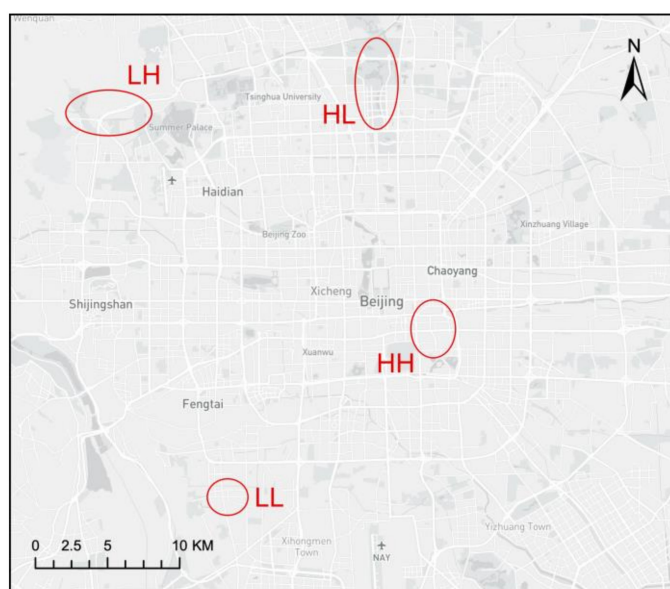 Wenquan
LH
N
Tsinghua University
HL
Summer Palace
Haidian
Xinzhuang Village
Beijing Zoo
Chaoyang
Xicheng
Beijing
Shijingshan
Xuanwu
HH
Fengtai
LL
Yizhuang Town
Xihongmen
Town
0 2.5 5 10 KM
NAY